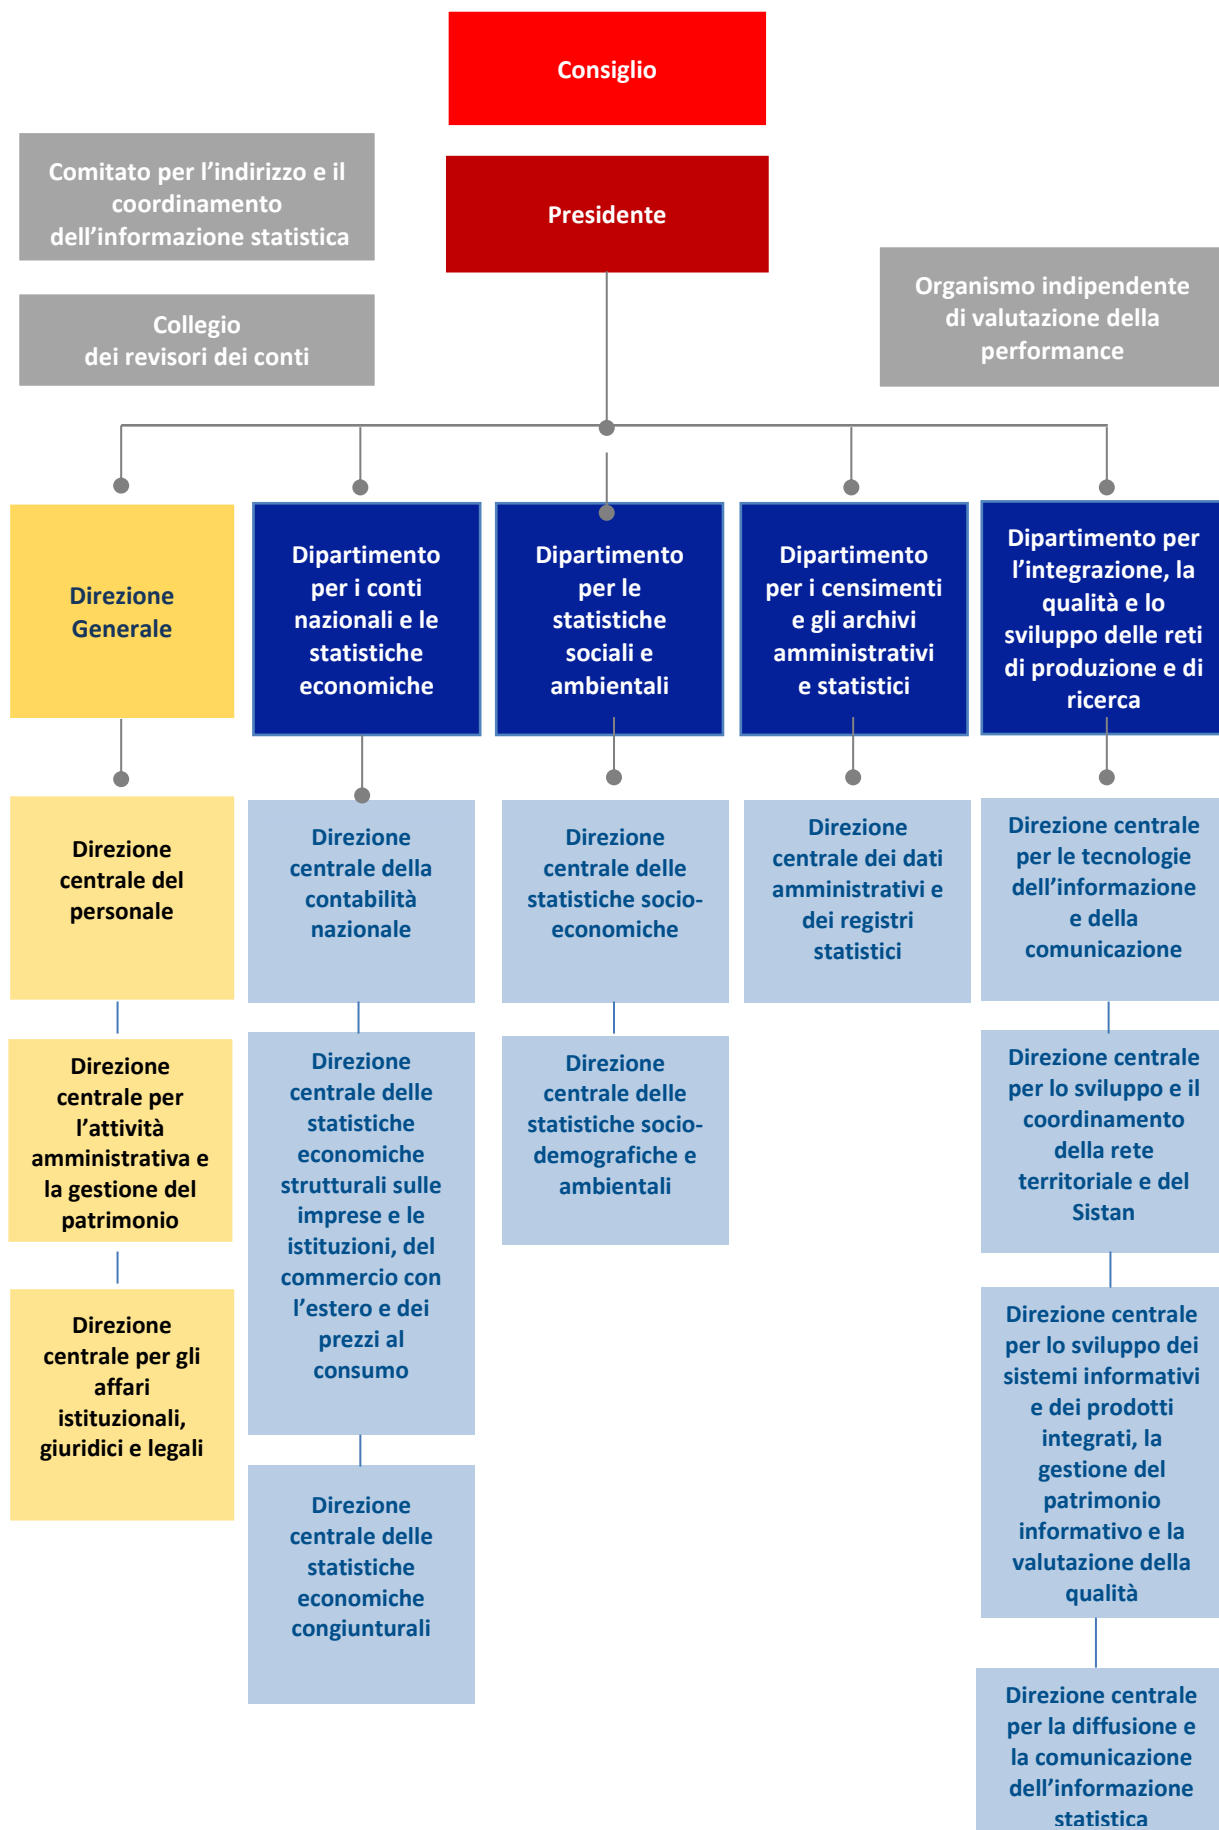 Consiglio
Comitato per l’indirizzo e il
coordinamento
dell’informazione statistica
Presidente
Organismo indipendente
di valutazione della
performance
Collegio
dei revisori dei conti
Direzione
Generale
Dipartimento
per i conti
nazionali e le
statistiche
economiche
Dipartimento
per le
statistiche
sociali e
ambientali
Dipartimento
per i censimenti
e gli archivi
amministrativi
e statistici
Dipartimento per
l’integrazione, la
qualità e lo
sviluppo delle reti
di produzione e di
ricerca
Direzione
centrale del
personale
Direzione
centrale della
contabilità
nazionale
Direzione
centrale delle
statistiche socio-
economiche
Direzione
centrale dei dati
amministrativi e
dei registri
statistici
Direzione centrale
per le tecnologie
dell’informazione
e della
comunicazione
Direzione
centrale per
l’attività
amministrativa e
la gestione del
patrimonio
Direzione
centrale delle
statistiche
economiche
strutturali sulle
imprese e le
istituzioni, del
commercio con
l’estero e dei
prezzi al
consumo
Direzione
centrale delle
statistiche socio-
demografiche e
ambientali
Direzione centrale
per lo sviluppo e il
coordinamento
della rete
territoriale e del
Sistan
Direzione
centrale per gli
affari
istituzionali,
giuridici e legali
Direzione
centrale delle
statistiche
economiche
congiunturali
Direzione centrale
per lo sviluppo dei
sistemi informativi
e dei prodotti
integrati, la
gestione del
patrimonio
informativo e la
valutazione della
qualità
Direzione centrale
per la diffusione e
la comunicazione
dell’informazione
statistica